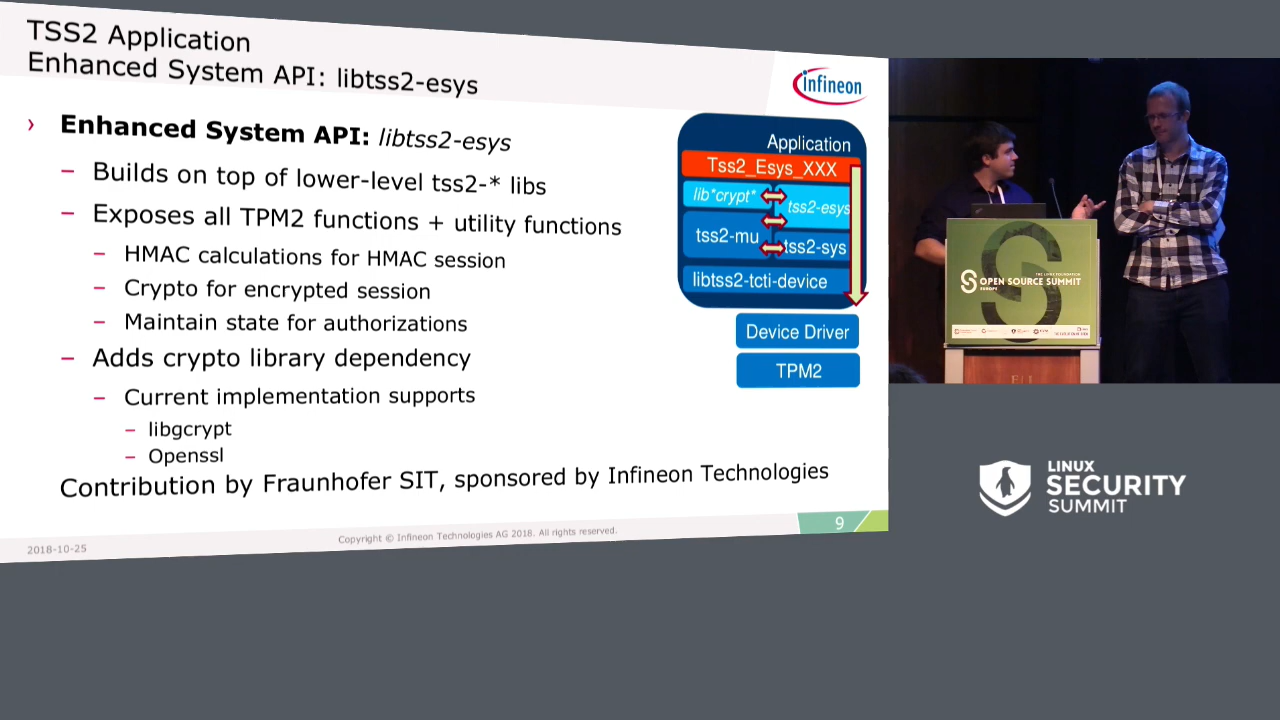 TSS2 Application
Enhanced System API: libtss2-esys
infineon
› Enhanced System API: libtss2-esys
– Builds on top of lower-level tss2-* libs
– Exposes all TPM2 functions + utility functions
– HMAC calculations for HMAC session
– Crypto for encrypted session
– Maintain state for authorizations
– Adds crypto library dependency
– Current implementation supports
– libgcrypt
– Openssl
Contribution by Fraunhofer SIT, sponsored by Infineon Technologies
Application
Tss2_Esys_XXX
lib*crypt*
tss2-esys
tss2-mu
tss2-sys
libtss2-tcti-device
Device Driver
TPM2
2018-10-25
Copyright © Infineon Technologies AG 2018. All rights reserved.
9
THE LINUX FOUNDATION
OPEN SOURCE SUMMIT
EUROPE
LINUX
SECURITY
SUMMIT